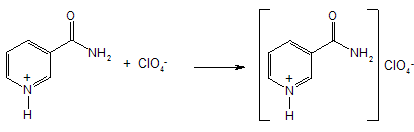 O
NH2 + ClO4-
+
N
H
O
NH2 ClO4-
+
N
H